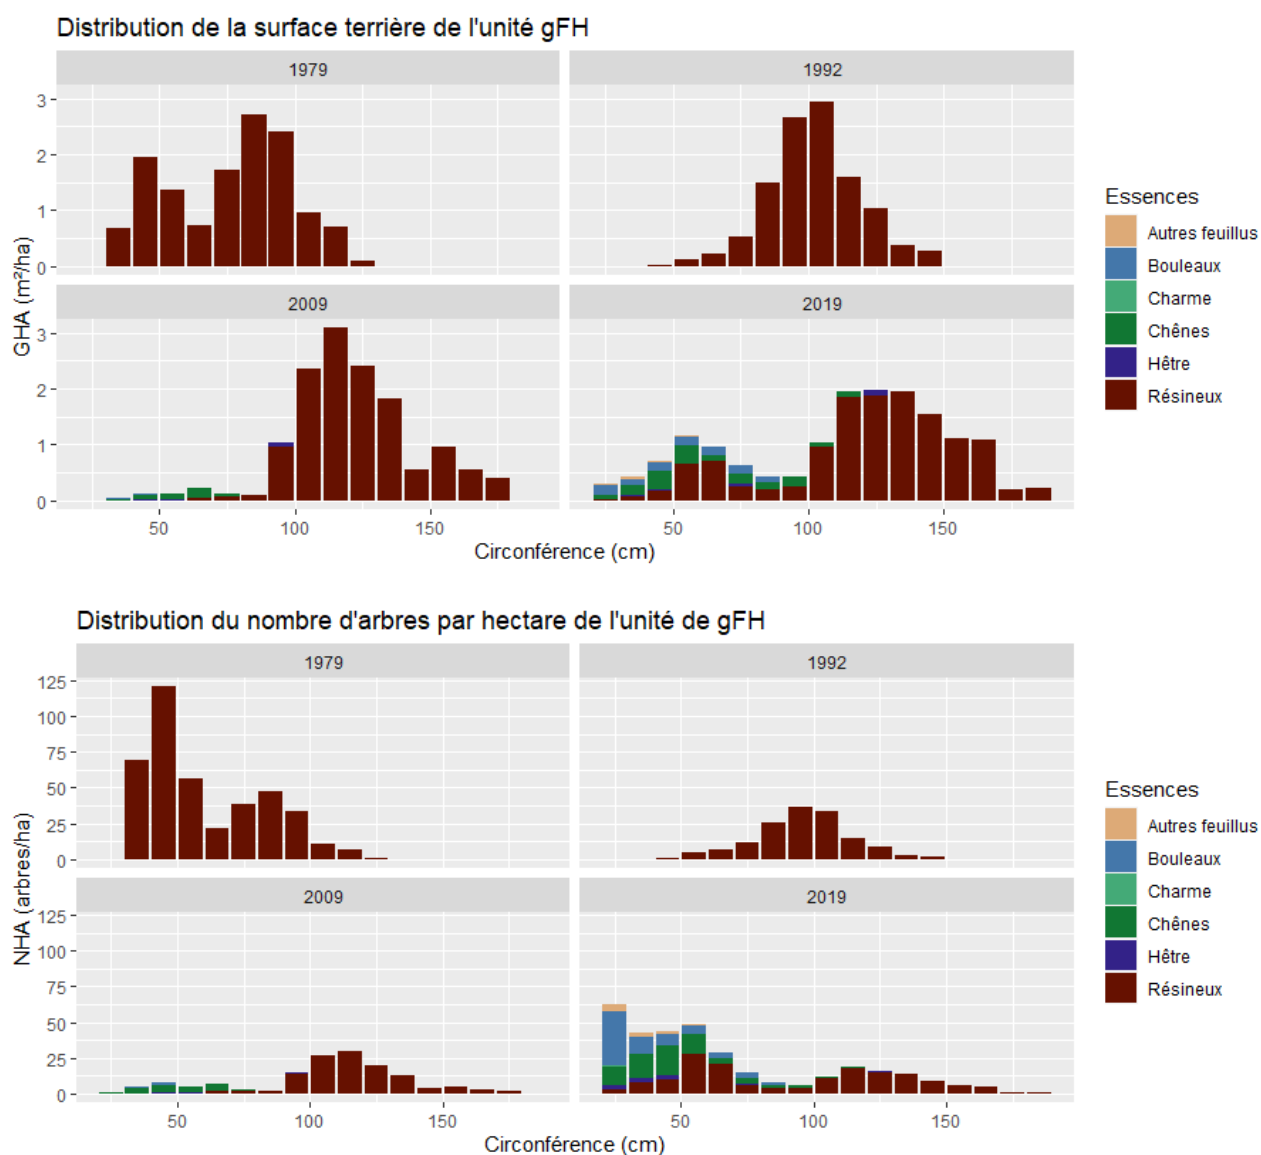 Distribution de la surface terrière de l'unité gFH
1979
1992
3
2
1
0
2009
2019
3
2
1
0
50
100
150
50
100
150
GHA (m²/ha)
Circonférence (cm)
Essences
Autres feuillus
Bouleaux
Charme
Chênes
Hêtre
Résineux
Distribution du nombre d'arbres par hectare de l'unité de gFH
1979
1992
125
100
75
50
25
0
2009
2019
125
100
75
50
25
0
50
100
150
50
100
150
NHA (arbres/ha)
Circonférence (cm)
Essences
Autres feuillus
Bouleaux
Charme
Chênes
Hêtre
Résineux